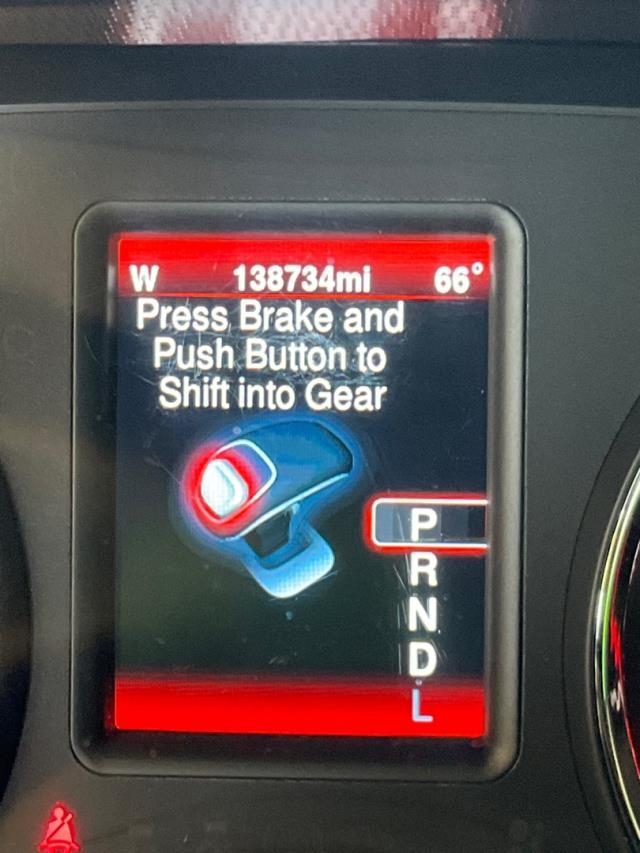 W 138734mi 66°
Press Brake and
Push Button to
Shift into Gear
P
R
N
D
L